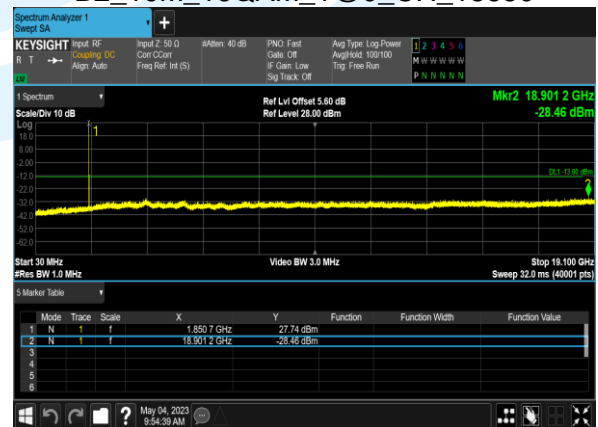 Spectrum Analyzer 1
Swept SA
KEYSIGHT Input: RF Input Z: 50 Ω #Atten: 40 dB PNO: Fast Avg Type: Log-Power 1 2 3 4 5 6
R T Coupling: DC Corr CCorr Gate: Off Avg|Hold: 100/100 M W W W W W
Align: Auto Freq Ref: Int (S) IF Gain: Low Trig: Free Run
Sig Track: Off P N N N N N
1 Spectrum Ref Lvl Offset 5.60 dB Mkr2 18.901 2 GHz
Scale/Div 10 dB Ref Level 28.00 dBm -28.46 dBm
Log
18.0 1
8.00
-2.00
-12.0 DL1 -13.00 dBm
-22.0 2
-32.0
-42.0
-52.0
-62.0
Start 30 MHz Video BW 3.0 MHz Stop 19.100 GHz
#Res BW 1.0 MHz Sweep 32.0 ms (40001 pts)
5 Marker Table
Mode Trace Scale X Y Function Function Width Function Value
1 N 1 f 1.850 7 GHz 27.74 dBm
2 N 1 f 18.901 2 GHz -28.46 dBm
3
4
5
6
? May 04, 2023
9:54:39 AM